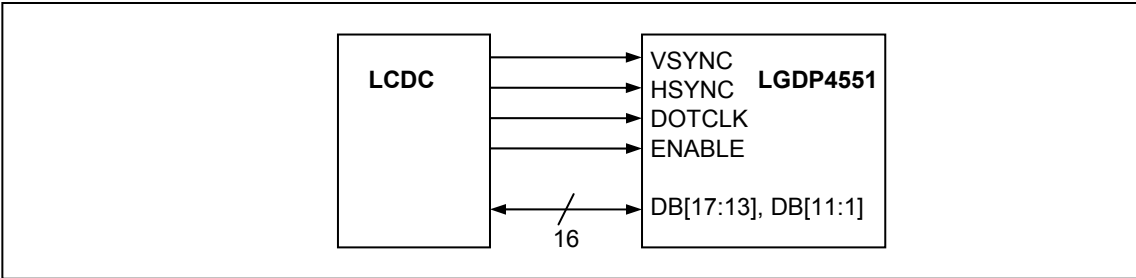 LCDC
LGDP4551
VSYNC
HSYNC
DOTCLK
ENABLE
DB[17:13], DB[11:1]
16